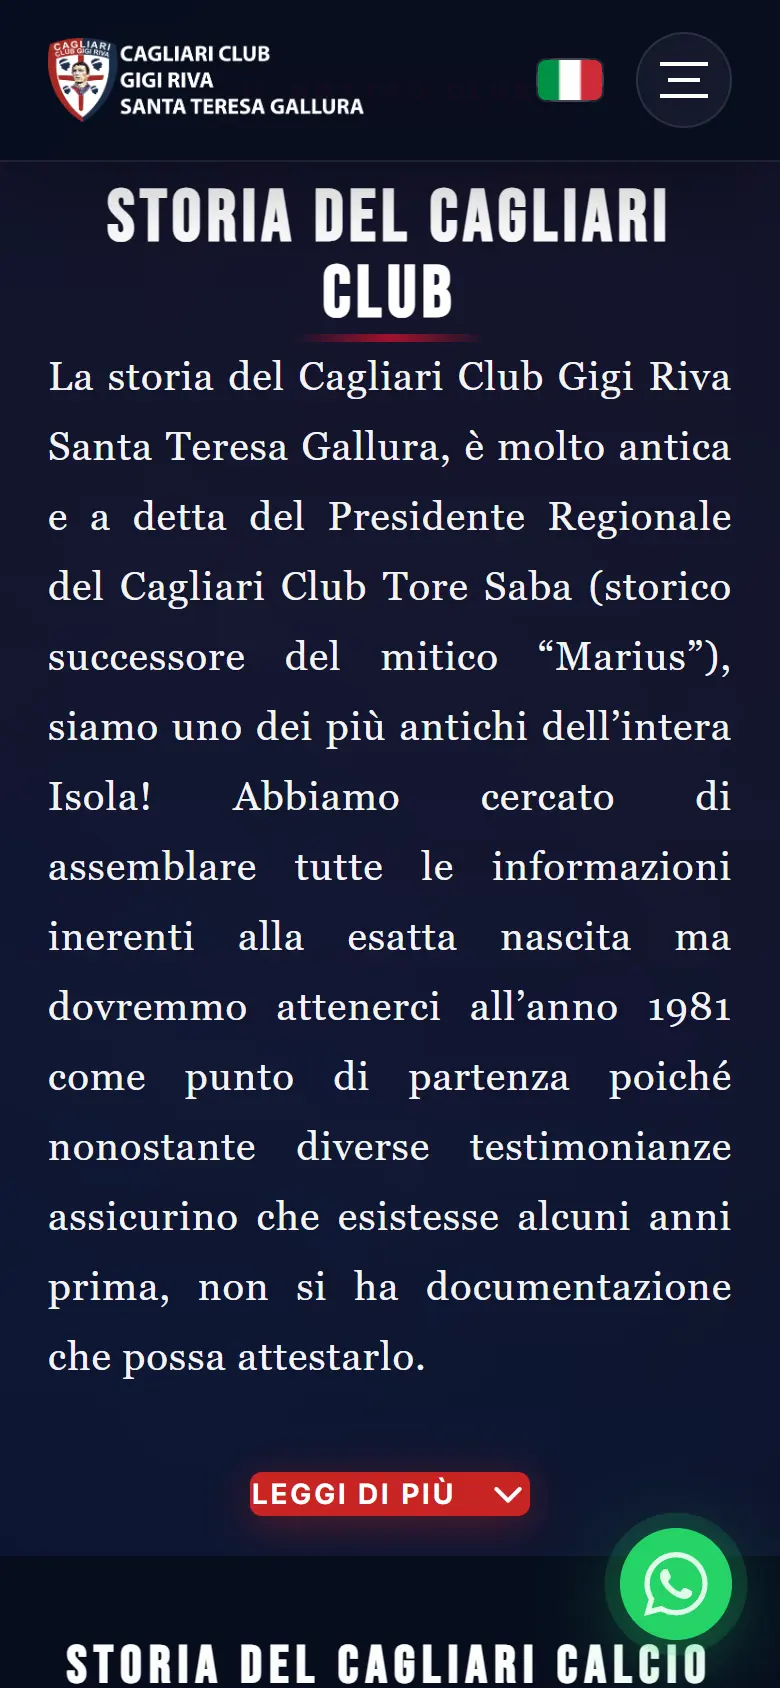 CAGLIARI
CLUB GIGI RIVA
CAGLIARI CLUB
GIGI RIVA
SANTA TERESA GALLURA
STORIA DEL CAGLIARI
CLUB
La storia del Cagliari Club Gigi Riva
Santa Teresa Gallura, è molto antica
e a detta del Presidente Regionale
del Cagliari Club Tore Saba (storico
successore del mitico “Marius”),
siamo uno dei più antichi dell’intera
Isola! Abbiamo cercato di
assemblare tutte le informazioni
inerenti alla esatta nascita ma
dovremmo attenerci all’anno 1981
come punto di partenza poiché
nonostante diverse testimonianze
assicurino che esistesse alcuni anni
prima, non si ha documentazione
che possa attestarlo.
LEGGI DI PIÙ
STORIA DEL CAGLIARI CALCIO